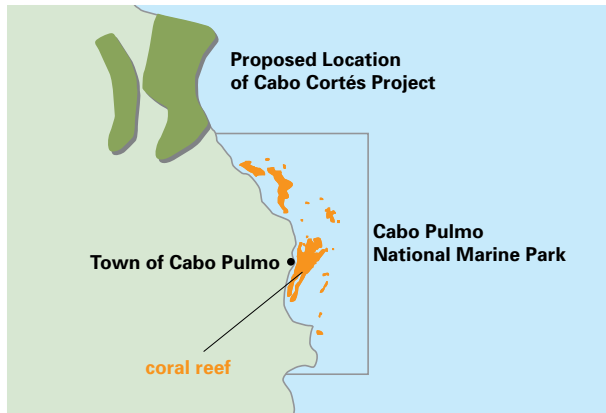 Proposed Location
of Cabo Cortés Project
Cabo Pulmo
National Marine Park
Town of Cabo Pulmo
coral reef